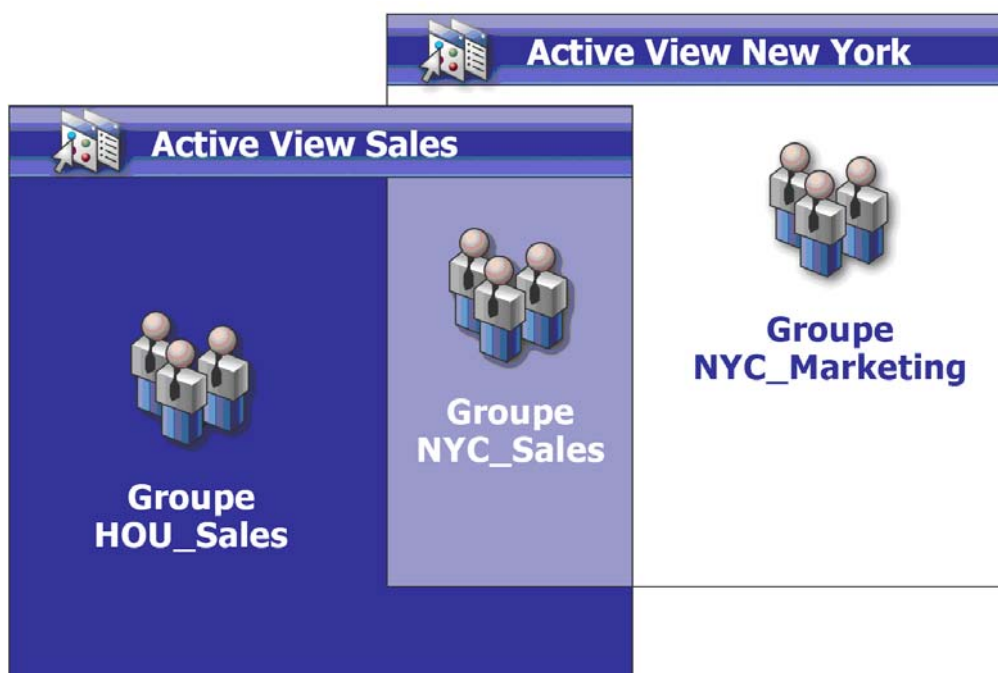 Active View New York
Active View Sales
Groupe
NYC_Marketing
Groupe
NYC_Sales
Groupe
HOU_Sales